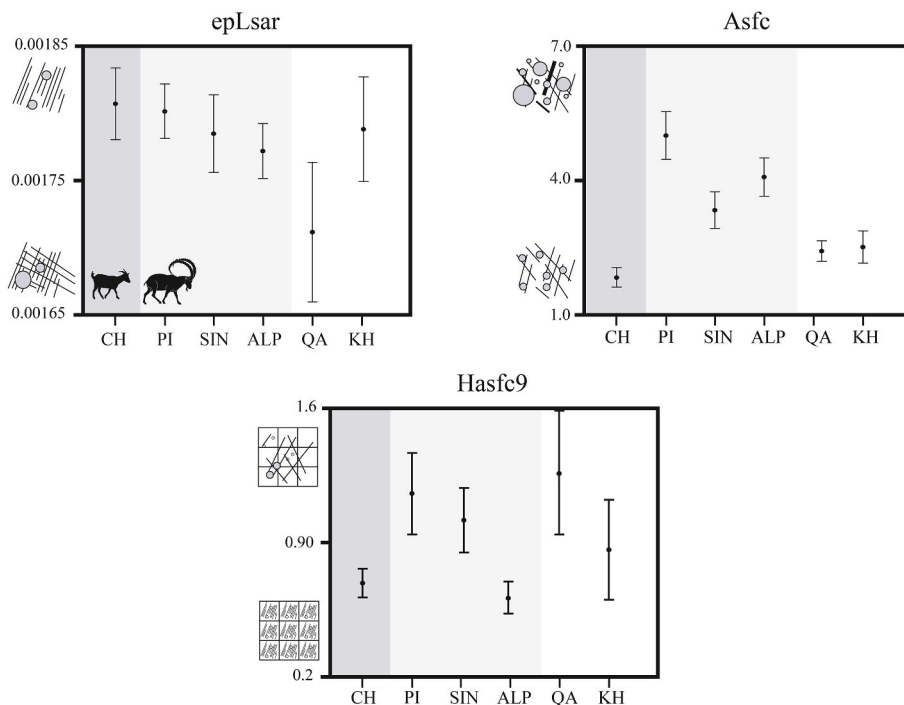 epLsar
0.00185
0.00175
0.00165
CH PI SIN ALP QA KH
Asfc
7.0
4.0
1.0
CH PI SIN ALP QA KH
Hasfc9
1.6
0.90
0.2
CH PI SIN ALP QA KH